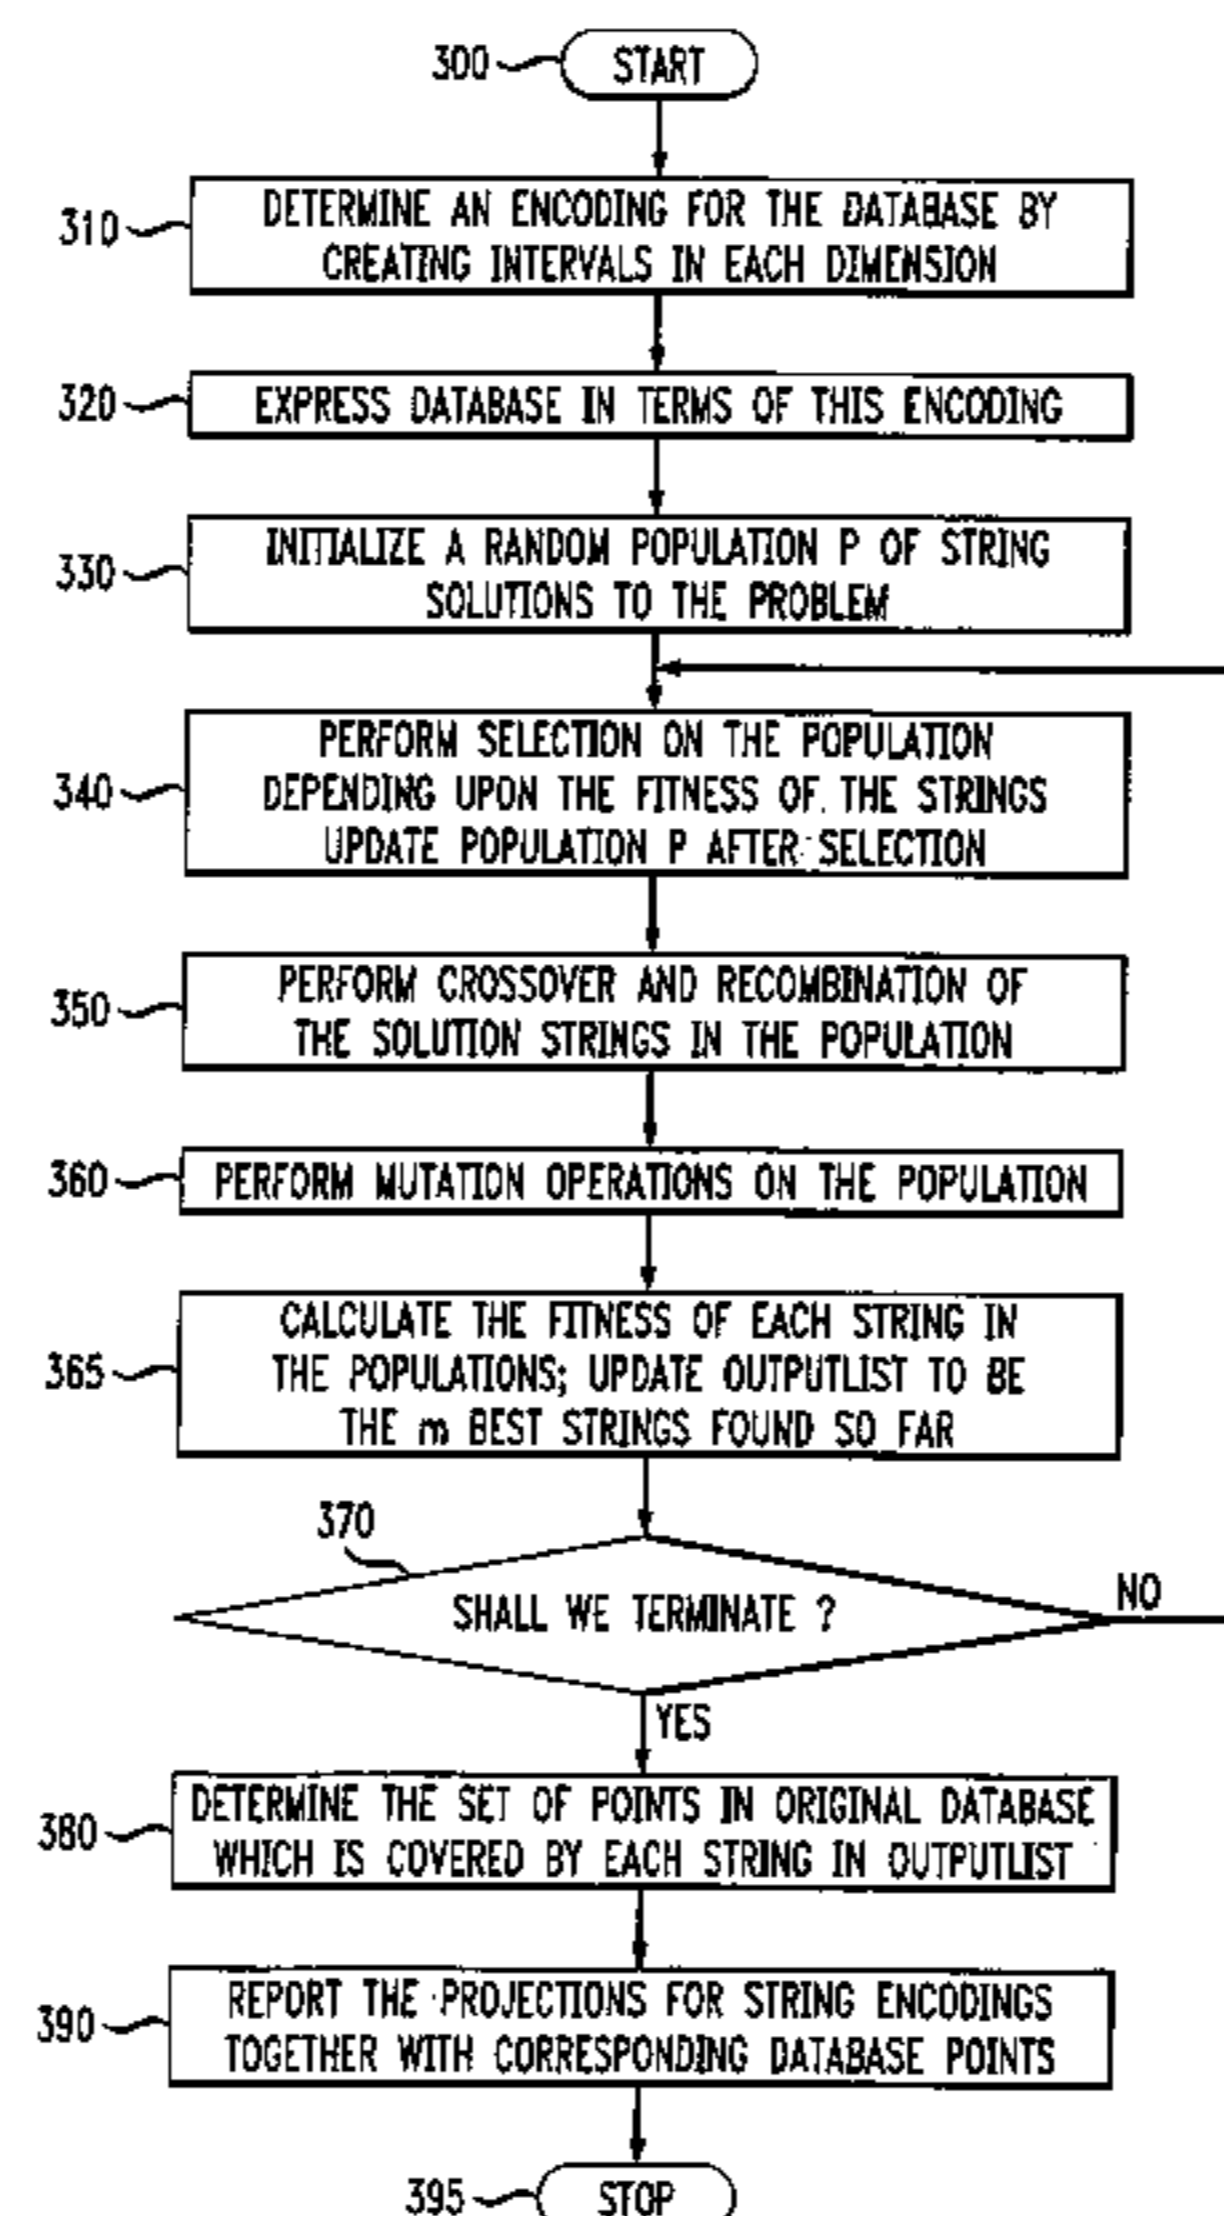 300
START
310
DETERMINE AN ENCODING FOR THE DATABASE BY
CREATING INTERVALS IN EACH DIMENSION
320
EXPRESS DATABASE IN TERMS OF THIS ENCODING
330
INITIALIZE A RANDOM POPULATION P OF STRING
SOLUTIONS TO THE PROBLEM
340
PERFORM SELECTION ON THE POPULATION
DEPENDING UPON THE FITNESS OF THE STRINGS
UPDATE POPULATION P AFTER SELECTION
350
PERFORM CROSSOVER AND RECOMBINATION OF
THE SOLUTION STRINGS IN THE POPULATION
360
PERFORM MUTATION OPERATIONS ON THE POPULATION
365
CALCULATE THE FITNESS OF EACH STRING IN
THE POPULATIONS; UPDATE OUTPUTLIST TO BE
THE m BEST STRINGS FOUND SO FAR
370
SHALL WE TERMINATE ?
NO
YES
380
DETERMINE THE SET OF POINTS IN ORIGINAL DATABASE
WHICH IS COVERED BY EACH STRING IN OUTPUTLIST
390
REPORT THE PROJECTIONS FOR STRING ENCODINGS
TOGETHER WITH CORRESPONDING DATABASE POINTS
395
STOP